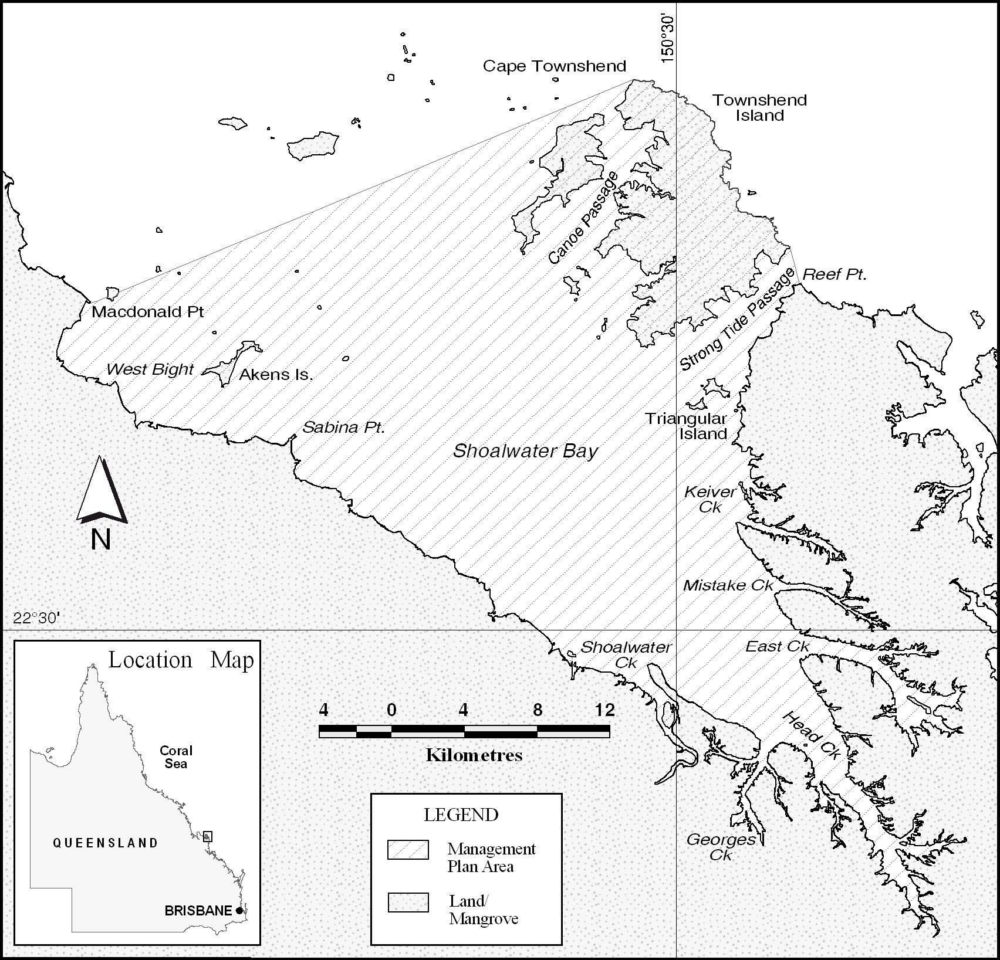 150°30'
Cape Townshend
Townshend
Island
Canoe Passage
Reef Pt.
Strong Tide Passage
Macdonald Pt
West Bight
Akens Is.
Sabina Pt.
Triangular
Island
Shoalwater Bay
Keiver
Ck
N
Mistake Ck
22°30'
Shoalwater
Ck
East Ck
Head Ck
Georges
Ck
Location Map
Coral
Sea
QUEENSLAND
BRISBANE
4 0 4 8 12
Kilometres
LEGEND
Management
Plan Area
Land/
Mangrove